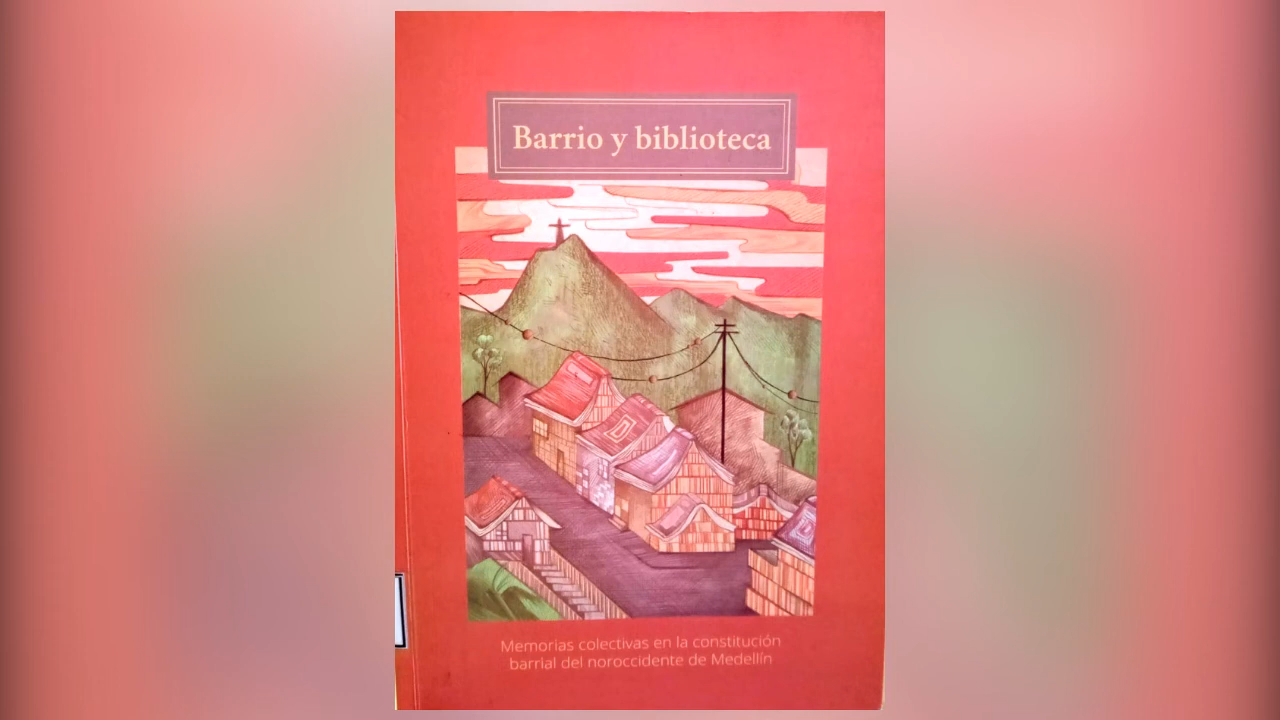 Barrio y biblioteca
Memorias colectivas en la constitución
barrial del noroccidente de Medellín